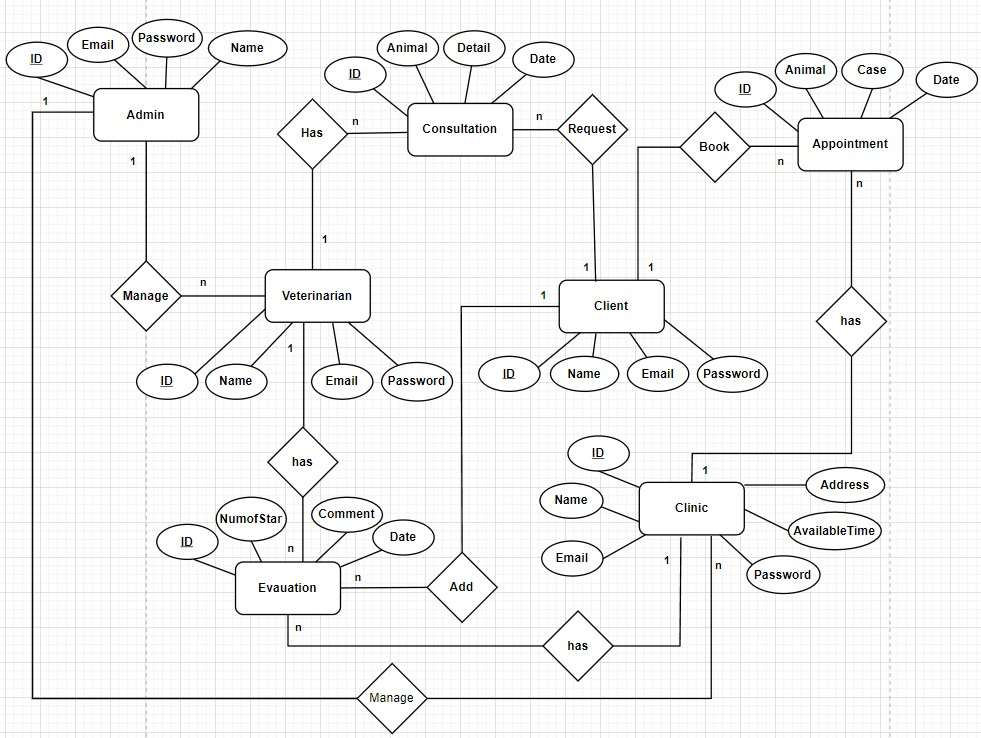 ID
Email
Password
Name
Admin
1
1
ID
Animal
Detail
Date
Consultation
Has
n
n
Request
1
1
ID
Animal
Case
Date
Appointment
Book
n
n
1
Manage
n
Veterinarian
1
ID
Name
Email
Password
1
Client
ID
Name
Email
Password
has
has
n
ID
NumofStar
Comment
Date
Evauation
n
n
Add
1
Clinic
ID
Name
Email
Address
AvailableTime
Password
1
n
has
Manage